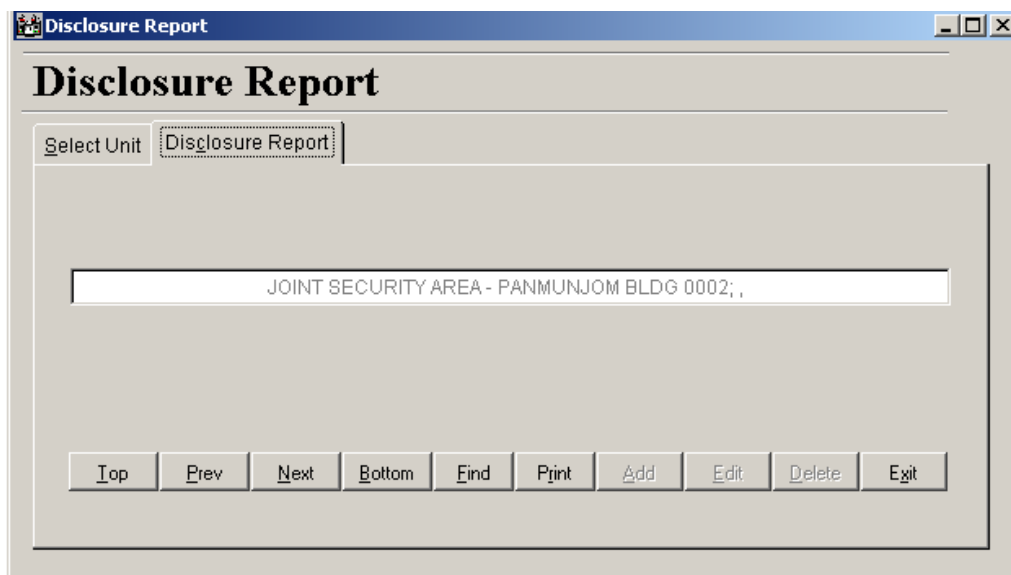 Disclosure Report
Disclosure Report
Select Unit Disclosure Report
JOINT SECURITY AREA - PANMUNJOM BLDG 0002; ,
Top Prev Next Bottom Find Print Add Edit Delete Exit